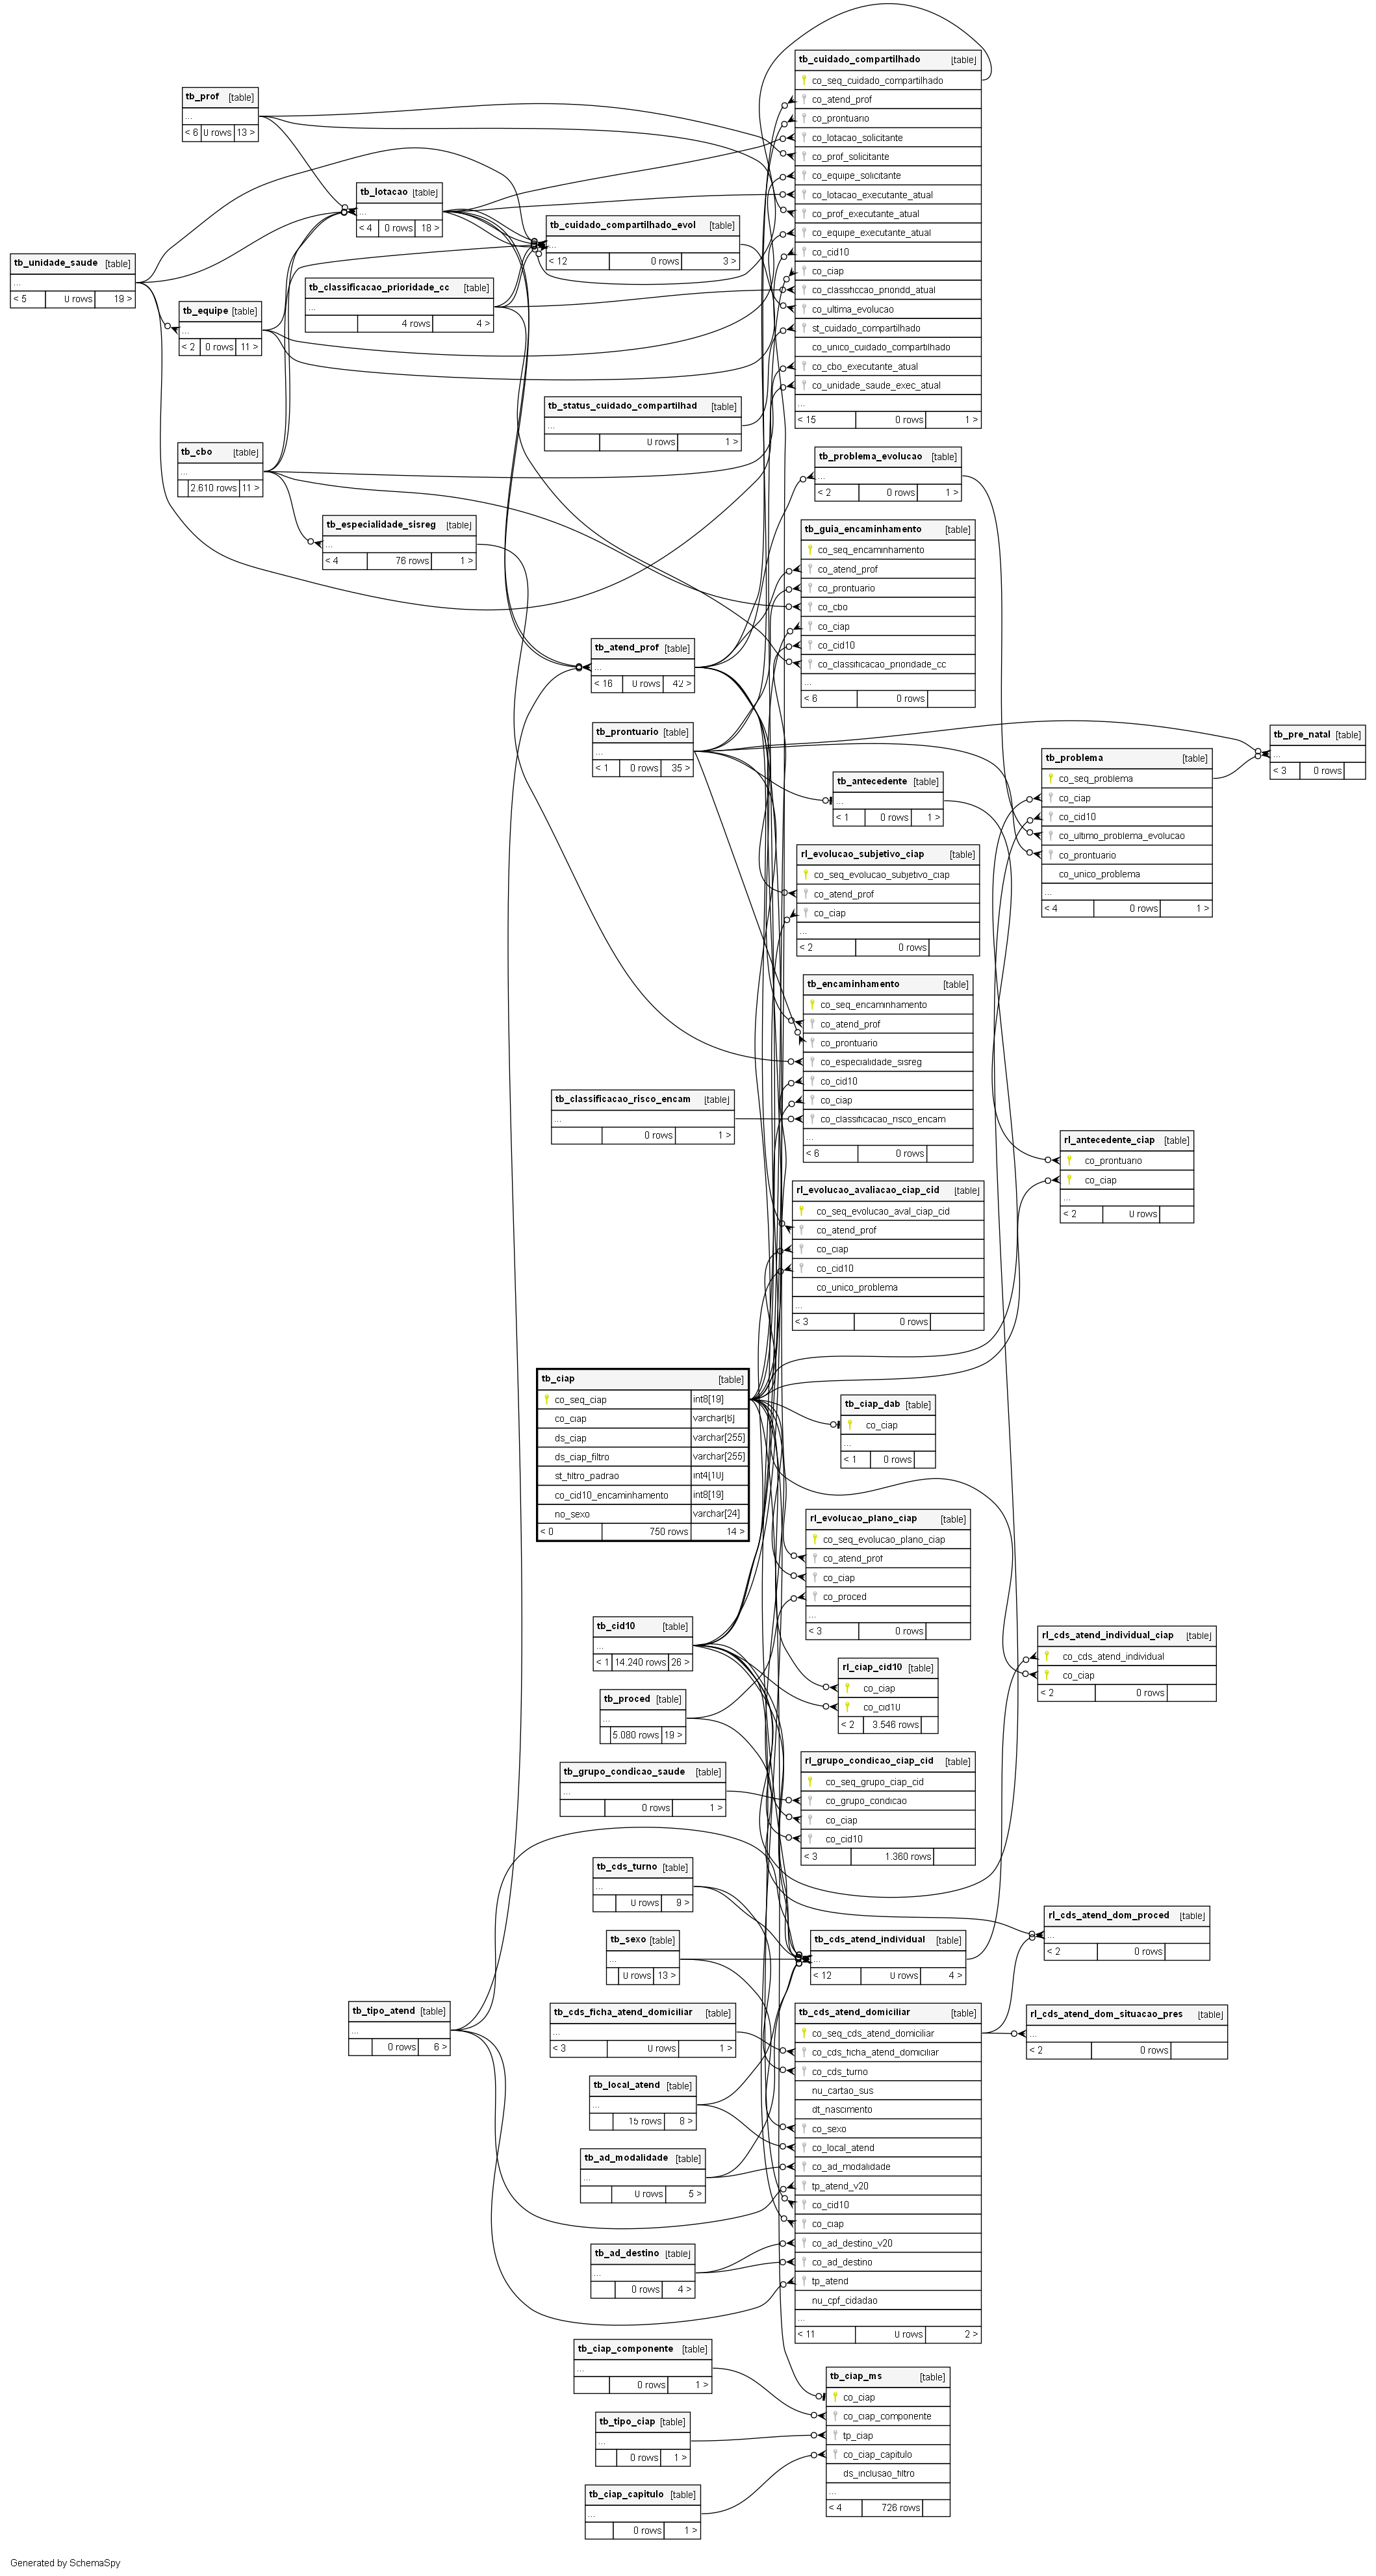 tb_cuidado_compartilhado [table]
co_seq_cuidado_compartilhado
co_atend_prof
co_prontuario
co_lotacao_solicitante
co_prof_solicitante
co_equipe_solicitante
co_lotacao_executante_atual
co_prof_executante_atual
co_equipe_executante_atual
co_cid10
co_ciap
co_classificcao_prioridd_atual
co_ultima_evolucao
st_cuidado_compartilhado
co_unico_cuidado_compartilhado
co_cbo_executante_atual
co_unidade_saude_exec_atual
...
< 15 0 rows 1 >
tb_prof [table]
...
< 6 0 rows 13 >
tb_lotacao [table]
...
< 4 0 rows 18 >
tb_cuidado_compartilhado_evol [table]
...
< 12 0 rows 3 >
tb_unidade_saude [table]
...
< 5 0 rows 19 >
tb_classificacao_prioridade_cc [table]
...
4 rows 4 >
tb_equipe [table]
...
< 2 0 rows 11 >
tb_status_cuidado_compartilhad [table]
...
0 rows 1 >
tb_cbo [table]
...
2.610 rows 11 >
tb_problema_evolucao [table]
...
< 2 0 rows 1 >
tb_especialidade_sisreg [table]
...
< 4 76 rows 1 >
tb_guia_encaminhamento [table]
co_seq_encaminhamento
co_atend_prof
co_prontuario
co_cbo
co_ciap
co_cid10
co_classificacao_prioridade_cc
...
< 6 0 rows
tb_atend_prof [table]
...
< 16 0 rows 42 >
tb_prontuario [table]
...
< 1 0 rows 35 >
tb_pre_natal [table]
...
< 3 0 rows
tb_problema [table]
co_seq_problema
co_ciap
co_cid10
co_ultimo_problema_evolucao
co_prontuario
co_unico_problema
...
< 4 0 rows 1 >
tb_antecedente [table]
...
< 1 0 rows 1 >
rl_evolucao_subjetivo_ciap [table]
co_seq_evolucao_subjetivo_ciap
co_atend_prof
co_ciap
...
< 2 0 rows
tb_encaminhamento [table]
co_seq_encaminhamento
co_atend_prof
co_prontuario
co_especialidade_sisreg
co_cid10
co_ciap
co_classificacao_risco_encam
...
< 6 0 rows
tb_classificacao_risco_encam [table]
...
0 rows 1 >
rl_antecedente_ciap [table]
co_prontuario
co_ciap
...
< 2 0 rows
rl_evolucao_avaliacao_ciap_cid [table]
co_seq_evolucao_aval_ciap_cid
co_atend_prof
co_ciap
co_cid10
co_unico_problema
...
< 3 0 rows
tb_ciap [table]
co_seq_ciap int8[19]
co_ciap varchar[6]
ds_ciap varchar[255]
ds_ciap_filtro varchar[255]
st_filtro_padrao int4[10]
co_cid10_encaminhamento int8[19]
no_sexo varchar[24]
< 0 750 rows 14 >
tb_ciap_dab [table]
co_ciap
...
< 1 0 rows
rl_evolucao_plano_ciap [table]
co_seq_evolucao_plano_ciap
co_atend_prof
co_ciap
co_proced
...
< 3 0 rows
tb_cid10 [table]
...
< 1 14.240 rows 26 >
rl_cds_atend_individual_ciap [table]
co_cds_atend_individual
co_ciap
< 2 0 rows
rl_ciap_cid10 [table]
co_ciap
co_cid10
< 2 3.546 rows
tb_proced [table]
...
5.080 rows 19 >
tb_grupo_condicao_saude [table]
...
0 rows 1 >
rl_grupo_condicao_ciap_cid [table]
co_seq_grupo_ciap_cid
co_grupo_condicao
co_ciap
co_cid10
< 3 1.360 rows
tb_cds_turno [table]
...
0 rows 9 >
rl_cds_atend_dom_proced [table]
...
< 2 0 rows
tb_sexo [table]
...
0 rows 13 >
tb_cds_atend_individual [table]
...
< 12 0 rows 4 >
tb_tipo_atend [table]
...
0 rows 6 >
tb_cds_ficha_atend_domiciliar [table]
...
< 3 0 rows 1 >
tb_cds_atend_domiciliar [table]
co_seq_cds_atend_domiciliar
co_cds_ficha_atend_domiciliar
co_cds_turno
nu_cartao_sus
dt_nascimento
co_sexo
co_local_atend
co_ad_modalidade
tp_atend_v20
co_cid10
co_ciap
co_ad_destino_v20
co_ad_destino
tp_atend
nu_cpf_cidadao
...
< 11 0 rows 2 >
rl_cds_atend_dom_situacao_pres [table]
...
< 2 0 rows
tb_local_atend [table]
...
15 rows 8 >
tb_ad_modalidade [table]
...
0 rows 5 >
tb_ad_destino [table]
...
0 rows 4 >
tb_ciap_componente [table]
...
0 rows 1 >
tb_ciap_ms [table]
co_ciap
co_ciap_componente
tp_ciap
co_ciap_capitulo
ds_inclusao_filtro
...
< 4 726 rows
tb_tipo_ciap [table]
...
0 rows 1 >
tb_ciap_capitulo [table]
...
0 rows 1 >
Generated by SchemaSpy